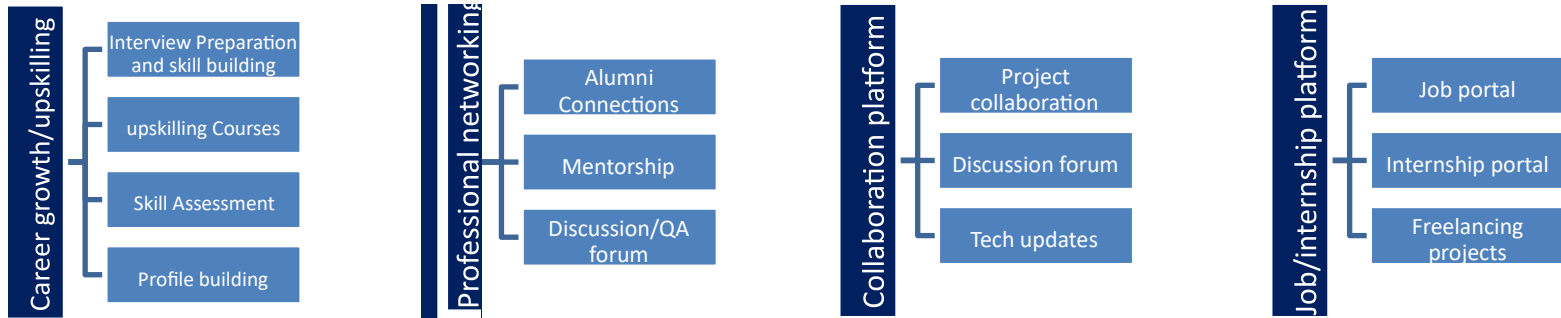 Career growth/upskilling
Interview Preparation
and skill building
upskilling Courses
Skill Assessment
Profile building
Professional networking
Alumni
Connections
Mentorship
Discussion/QA
forum
Collaboration platform
Project
collaboration
Discussion forum
Tech updates
Job/internship platform
Job portal
Internship portal
Freelancing
projects